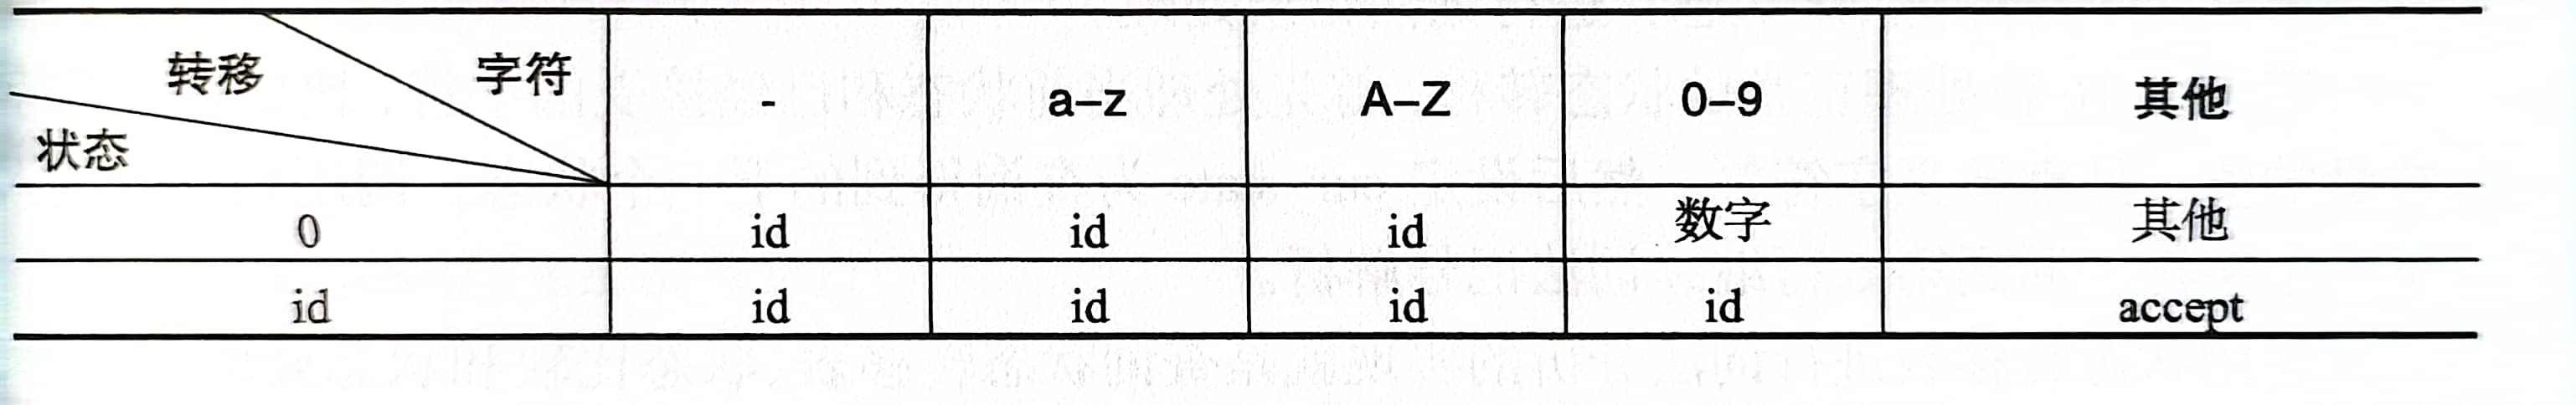 转移 字符 - a–z A–Z 0–9 其他
状态
0 id id id 数字 其他
id id id id id accept